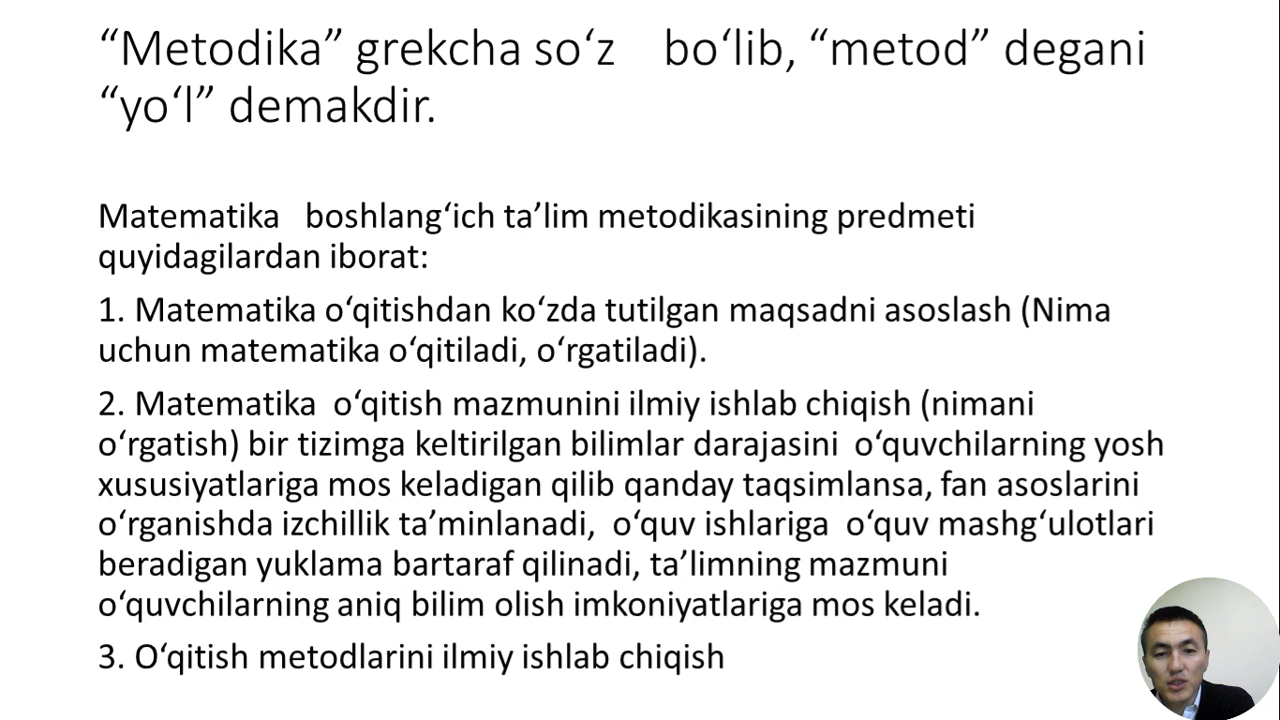 “Metodika” grekcha so‘z    bo‘lib, “metod” degani
“yo‘l” demakdir.
Matematika   boshlang‘ich ta’lim metodikasining predmeti
quyidagilardan iborat:
1. Matematika o‘qitishdan ko‘zda tutilgan maqsadni asoslash (Nima
uchun matematika o‘qitiladi, o‘rgatiladi).
2. Matematika  o‘qitish mazmunini ilmiy ishlab chiqish (nimani
o‘rgatish) bir tizimga keltirilgan bilimlar darajasini  o‘quvchilarning yosh
xususiyatlariga mos keladigan qilib qanday taqsimlansa, fan asoslarini
o‘rganishda izchillik ta’minlanadi,  o‘quv ishlariga  o‘quv mashg‘ulotlari
beradigan yuklama bartaraf qilinadi, ta’limning mazmuni
o‘quvchilarning aniq bilim olish imkoniyatlariga mos keladi.
3. O‘qitish metodlarini ilmiy ishlab chiqish